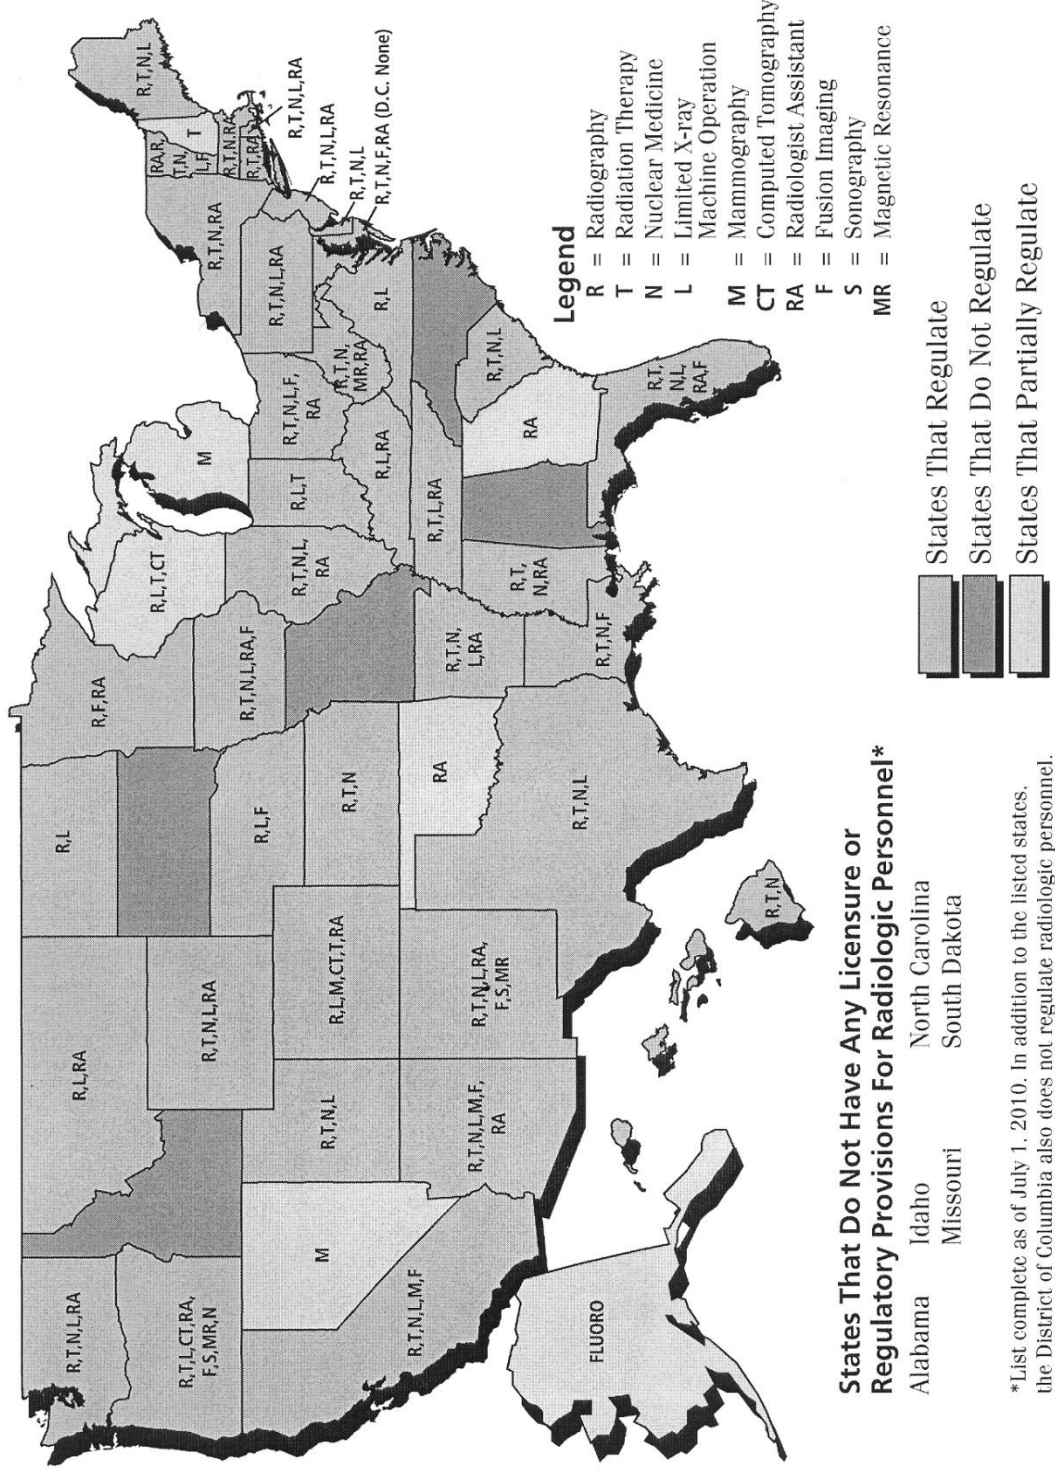 R,T,N,L,RA
R,T,L,CT,RA,
F,S,MR,N
R,T,N,L,M,F
M
R,L,RA
R,T,N,L,RA
R,T,N,L
R,T,N,L,M,F,
RA
R,L,M,CT,T,RA
R,T,N,L,RA,
F,S,MR
R,L
R,L,F
R,T,N
RA
R,T,N,L
R,F,RA
R,T,N,L,RA,F
R,T,N,
L,RA
R,T,N,F
R,L,T,CT
R,T,N,L,
RA
R,T,
N,RA
M
R,L,T
R,T,N,L,F,
RA
R,L,RA
R,T,L,RA
RA
R,T,
N,L,
RA,F
R,T,N,L
R,L
R,T,N,
MR,RA
R,T,N,L,RA
R,T,N,RA
RA,R,
T,N,
L,F
T
R,T,N,L
R,T,N,RA
R,T,RA
R,T,N,L,RA
R,T,N,L,RA
R,T,N,L
R,T,N,F,RA (D.C. None)
FLUORO
R,T,N
Legend
R = Radiography
T = Radiation Therapy
N = Nuclear Medicine
L = Limited X-ray
Machine Operation
M = Mammography
CT = Computed Tomography
RA = Radiologist Assistant
F = Fusion Imaging
S = Sonography
MR = Magnetic Resonance
States That Do Not Have Any Licensure or
Regulatory Provisions For Radiologic Personnel*
Alabama Idaho North Carolina
Missouri South Dakota
States That Regulate
States That Do Not Regulate
States That Partially Regulate
*List complete as of July 1, 2010. In addition to the listed states,
the District of Columbia also does not regulate radiologic personnel.